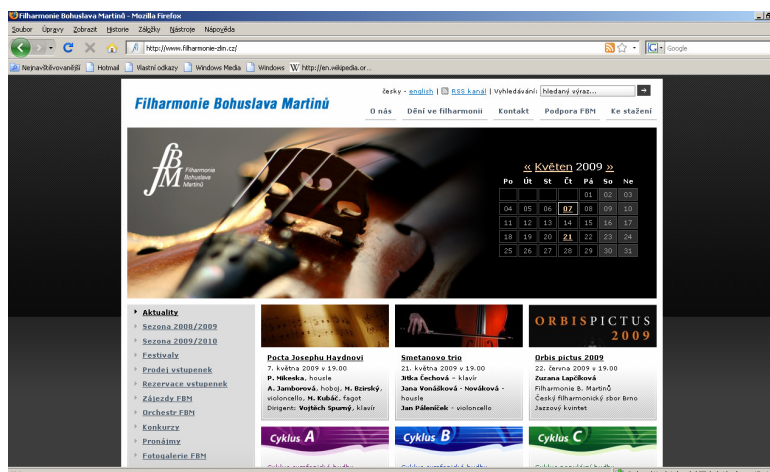 Filharmonie Bohuslava Martinů - Mozilla Firefox
Soubor Úpravy Zobrazit Historie Záložky Nástroje Nápověda
http://www.filharmonie-zlin.cz/
G Google
Nejnavštěvovanější Hotmail Vlastní odkazy Windows Media Windows W http://en.wikipedia.or...
česky - english | RSS kanál | Vyhledávání: hledaný výraz...
Filharmonie Bohuslava Martinů
O nás Dění ve filharmonii Kontakt Podpora FBM Ke stažení
fBM
Filharmonie
Bohuslava
Martinů
« Květen 2009 »
Po Út St Čt Pá So Ne
01 02 03
04 05 06 07 08 09 10
11 12 13 14 15 16 17
18 19 20 21 22 23 24
25 26 27 28 29 30 31
Aktuality
Sezona 2008/2009
Sezona 2009/2010
Festivaly
Prodej vstupenek
Rezervace vstupenek
Zájezdy FBM
Orchestr FBM
Konkurzy
Pronájmy
Fotogalerie FBM
Pocta Josephu Haydnovi
7. května 2009 v 19.00
P. Mikeska, housle
A. Jamborová, hoboj, M. Bzirský,
violoncello, M. Kubáč, fagot
Dirigent: Vojtěch Spurný, klavír
Smetanovo trio
21. května 2009 v 19.00
Jitka Čechová - klavír
Jana Vonášková - Nováková -
housle
Jan Páleníček - violoncello
ORBISPICTUS
2009
Orbis pictus 2009
22. června 2009 v 19.00
Zuzana Lapčíková
Filharmonie B. Martinů
Český filharmonický sbor Brno
Jazzový kvintet
Cyklus A
Cyklus B
Cyklus C